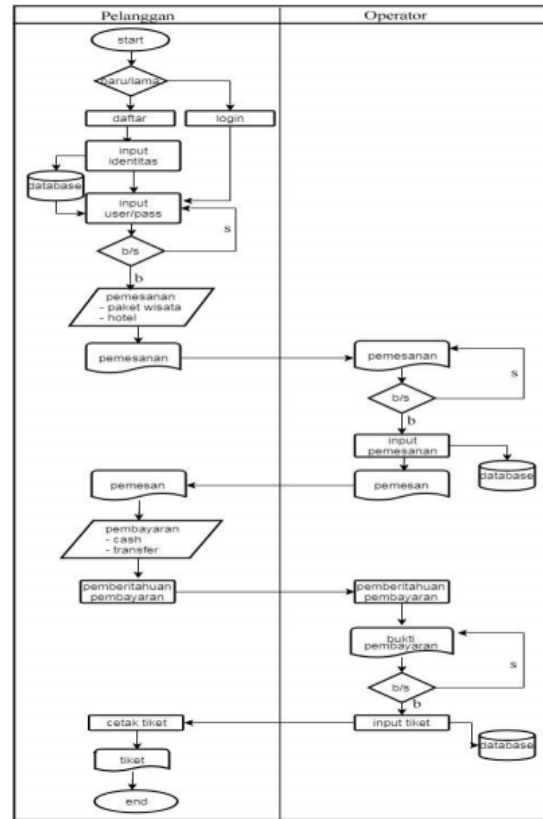 Pelanggan
Operator
start
baru/lama
daftar
login
input
identitas
database
input
user/pass
s
b/s
b
pemesanan
- paket wisata
- hotel
pemesanan
pemesanan
s
b/s
b
input
pemesanan
database
pemesan
pemesan
pembayaran
- cash
- transfer
pemberitahuan
pembayaran
pemberitahuan
pembayaran
bukti
pembayaran
s
b/s
b
cetak tiket
input tiket
database
tiket
end